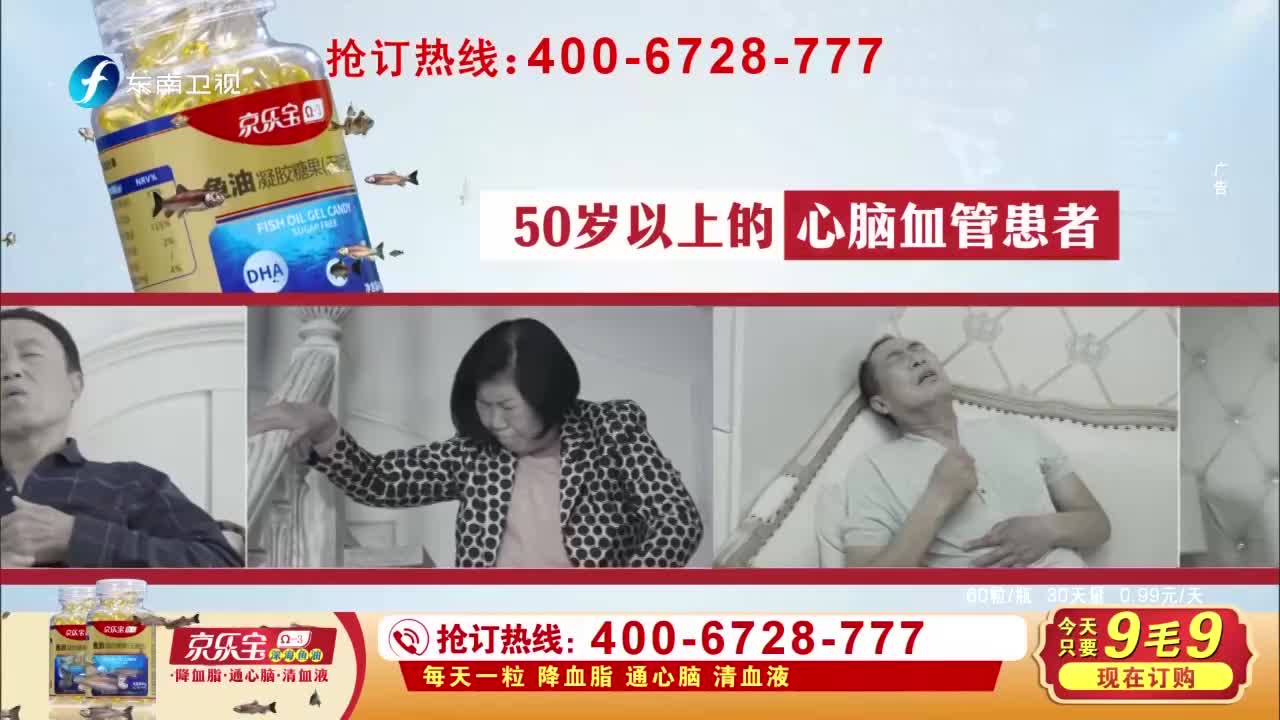 抢订热线:400-6728-777
东南卫视
京乐宝 Ω-3
NRV%
鱼油凝胶糖果
FISH OIL GEL CANDY
SUGAR FREE
DHA
广告
50岁以上的 心脑血管患者
60粒/瓶 30天量 0.99元/天
京乐宝 Ω-3
深海鱼油
·降血脂·通心脑·清血液
抢订热线: 400-6728-777
每天一粒 降血脂 通心脑 清血液
今天只要 9毛9
现在订购